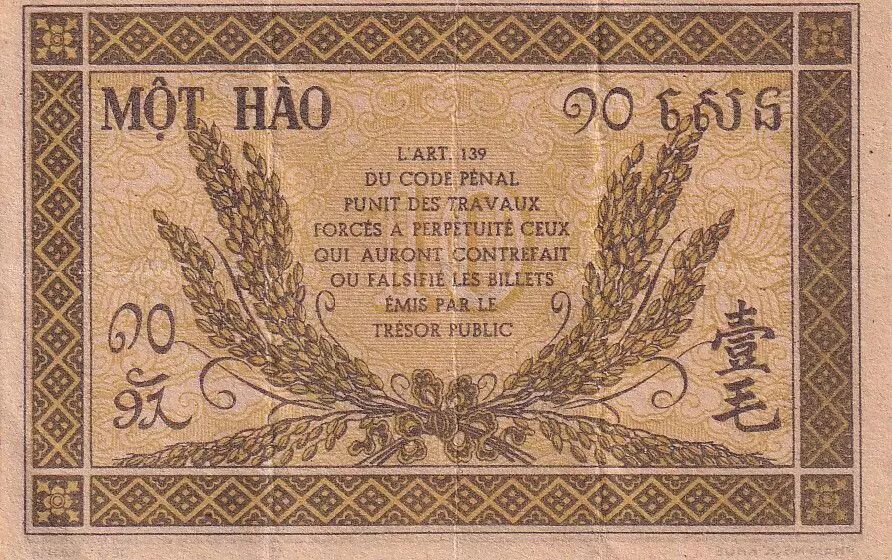 MỘT HÀO
១០ សេន
L'ART. 139
DU CODE PÉNAL
PUNIT DES TRAVAUX
FORCÉS A PERPÉTUITÉ CEUX
QUI AURONT CONTREFAIT
OU FALSIFIÉ LES BILLETS
ÉMIS PAR LE
TRÉSOR PUBLIC
໑໐
壹毛